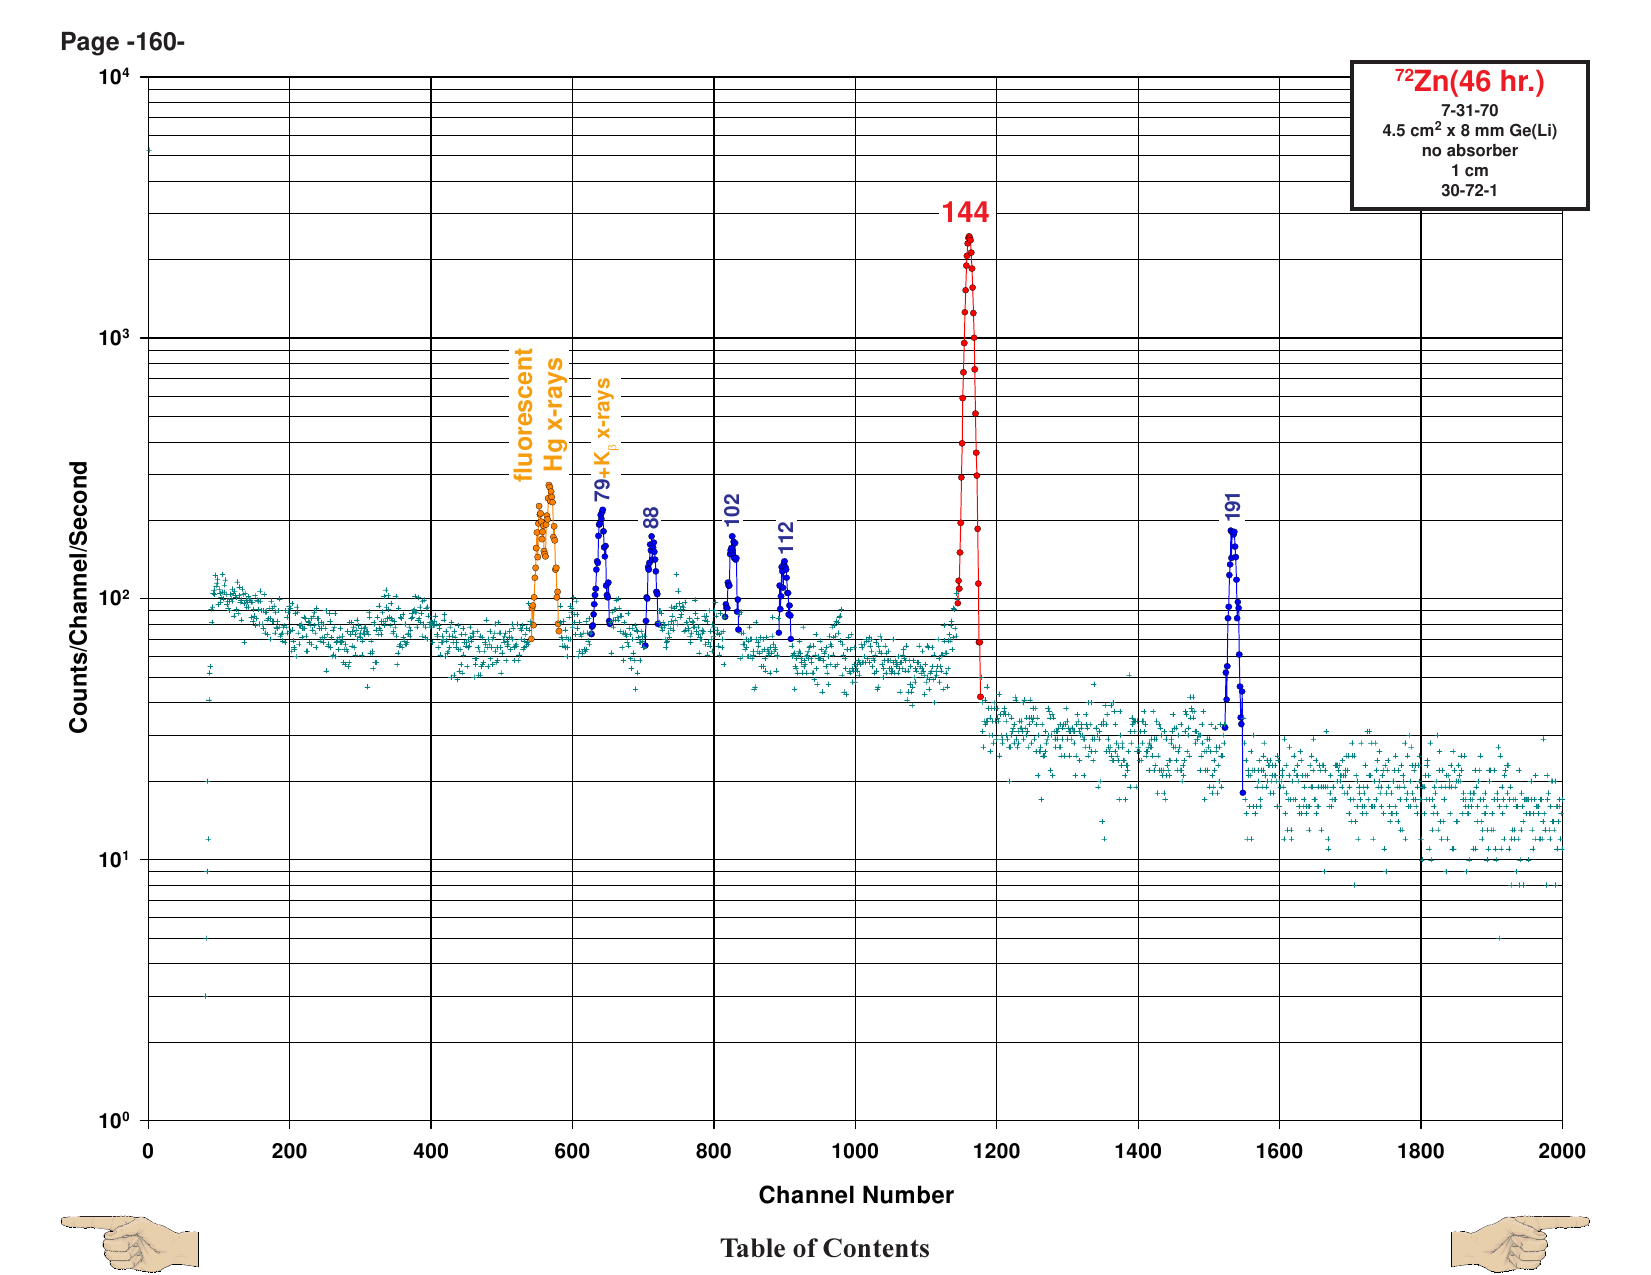 Page -160-
⁷²Zn(46 hr.)
7-31-70
4.5 cm² x 8 mm Ge(Li)
no absorber
1 cm
30-72-1
10⁴
10³
10²
10¹
10⁰
Counts/Channel/Second
fluorescent
Hg x-rays
79+Kᵦ x-rays
88
102
112
144
191
0 200 400 600 800 1000 1200 1400 1600 1800 2000
Channel Number
Table of Contents